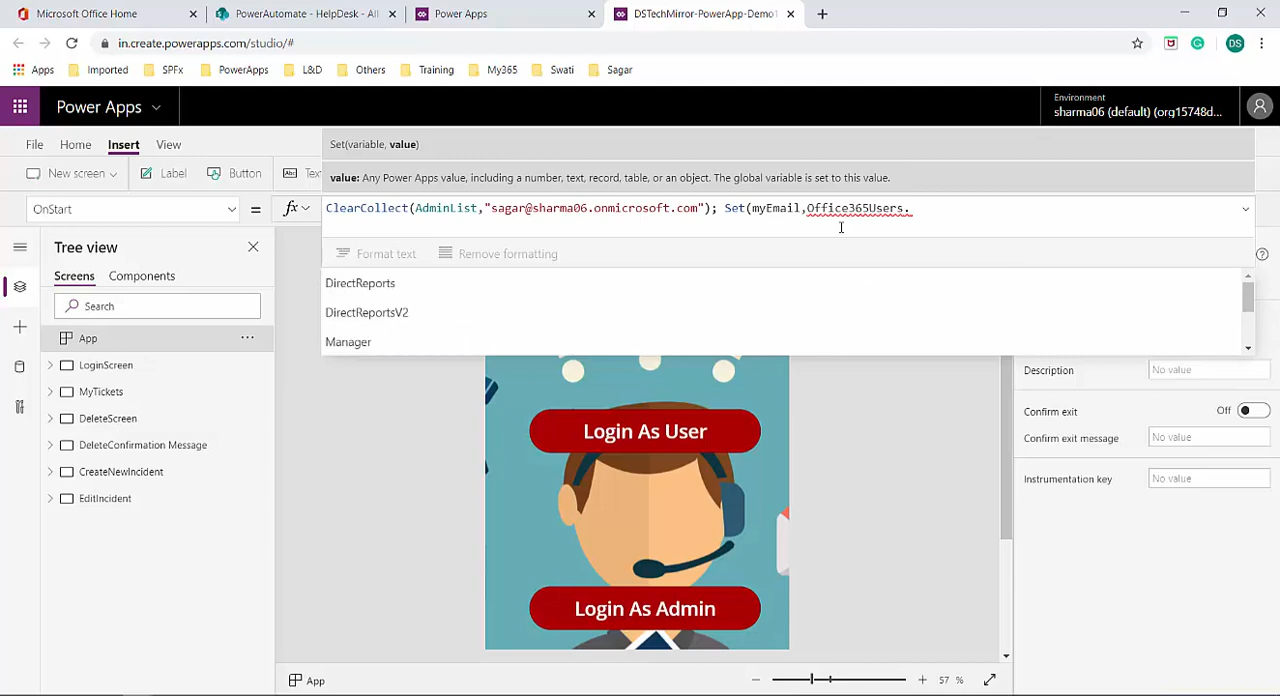 Microsoft Office Home
PowerAutomate - HelpDesk - All
Power Apps
DSTechMirror-PowerApp-Demo1
in.create.powerapps.com/studio/#
DS
Apps
Imported
SPFx
PowerApps
L&D
Others
Training
My365
Swati
Sagar
Power Apps
Environment
sharma06 (default) (org15748d...
File
Home
Insert
View
Set(variable, value)
New screen
Label
Button
Abc
value: Any Power Apps value, including a number, text, record, table, or an object. The global variable is set to this value.
OnStart
=
fx
ClearCollect(AdminList,"sagar@sharma06.onmicrosoft.com"); Set(myEmail,Office365Users.
Tree view
Format text
Remove formatting
Screens
Components
DirectReports
Search
DirectReportsV2
App
Manager
LoginScreen
Description
No value
MyTickets
Confirm exit
Off
DeleteScreen
Login As User
Confirm exit message
No value
DeleteConfirmation Message
CreateNewIncident
Instrumentation key
No value
EditIncident
Login As Admin
App
57 %